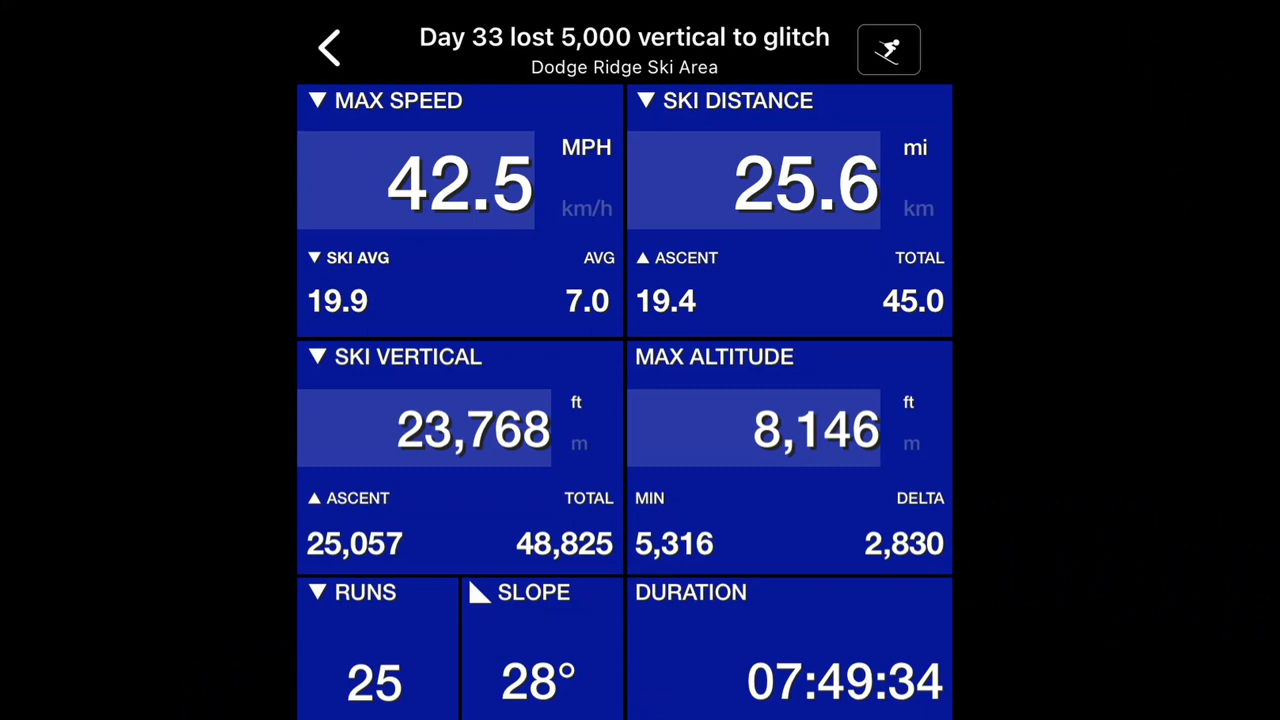 Day 33 lost 5,000 vertical to glitch
Dodge Ridge Ski Area
MAX SPEED
42.5 MPH
km/h
SKI AVG AVG
19.9 7.0
SKI DISTANCE
25.6 mi
km
ASCENT TOTAL
19.4 45.0
SKI VERTICAL
23,768 ft
m
ASCENT TOTAL
25,057 48,825
MAX ALTITUDE
8,146 ft
m
MIN DELTA
5,316 2,830
RUNS
25
SLOPE
28°
DURATION
07:49:34